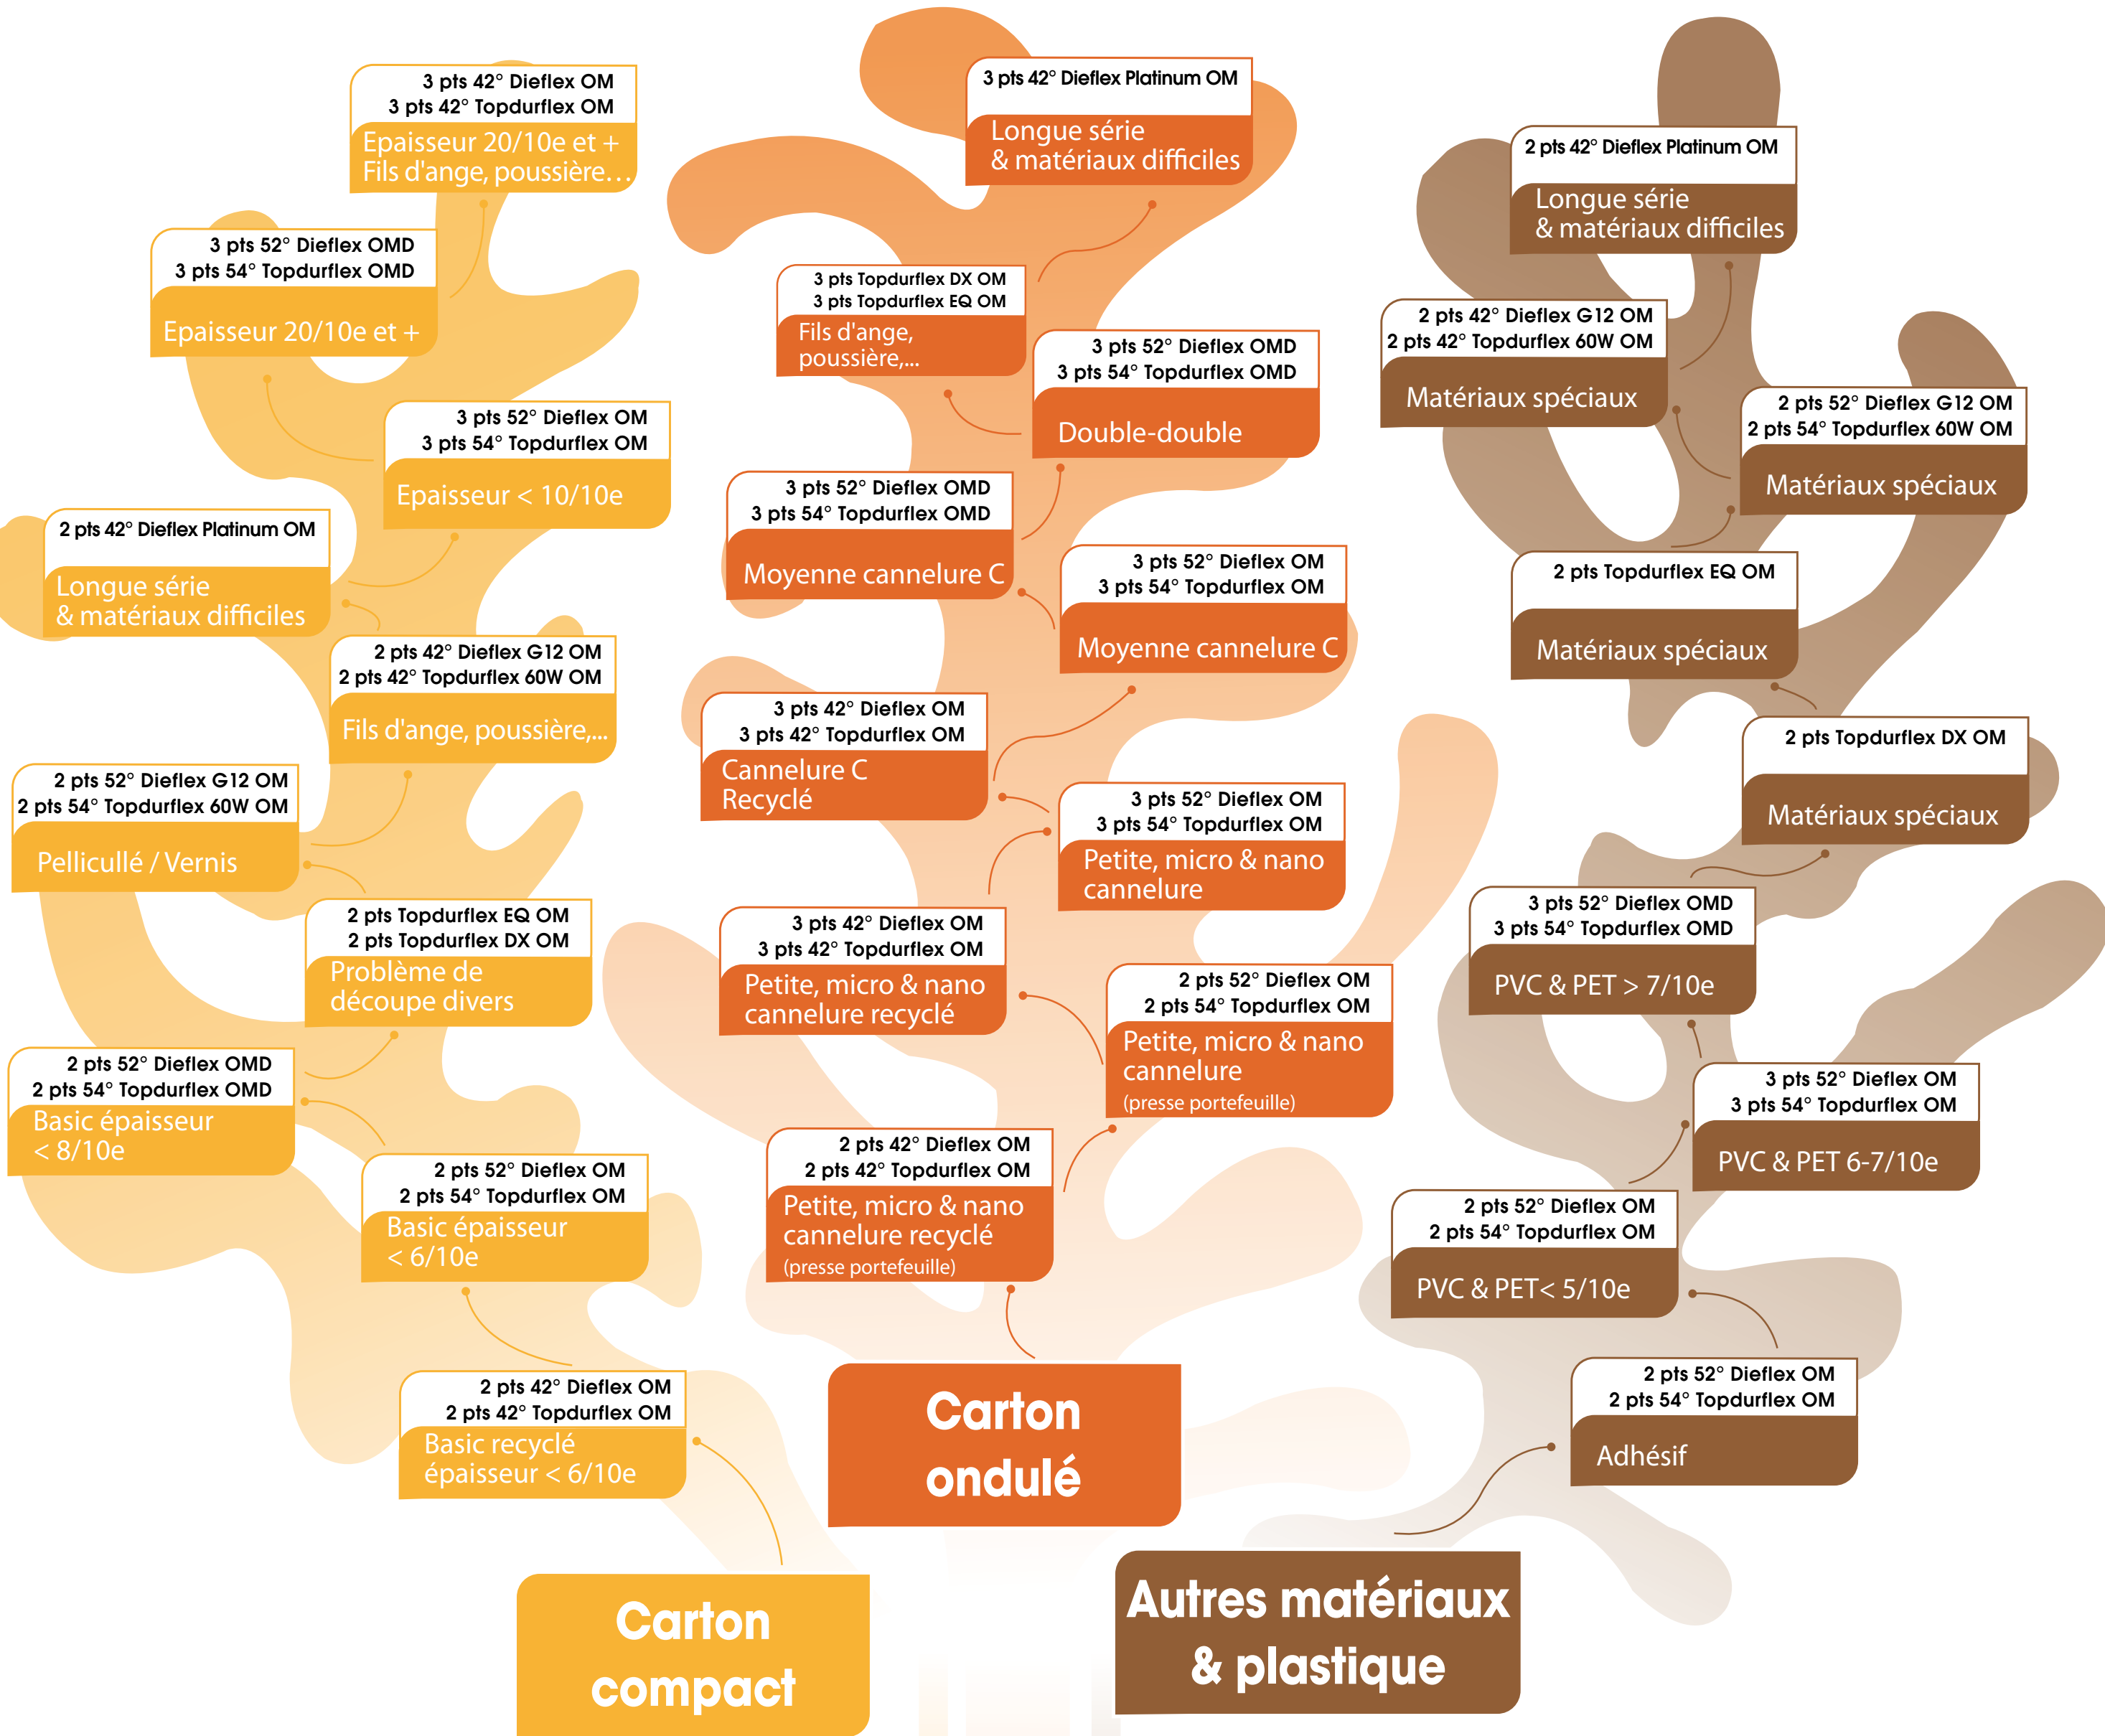 3 pts 42° Dieflex OM
3 pts 42° Topdurflex OM
Epaisseur 20/10e et +
Fils d'ange, poussière…
3 pts 52° Dieflex OMD
3 pts 54° Topdurflex OMD
Epaisseur 20/10e et +
3 pts 52° Dieflex OM
3 pts 54° Topdurflex OM
Epaisseur < 10/10e
2 pts 42° Dieflex Platinum OM
Longue série
& matériaux difficiles
2 pts 42° Dieflex G12 OM
2 pts 42° Topdurflex 60W OM
Fils d'ange, poussière,...
2 pts 52° Dieflex G12 OM
2 pts 54° Topdurflex 60W OM
Pellicullé / Vernis
2 pts Topdurflex EQ OM
2 pts Topdurflex DX OM
Problème de
découpe divers
2 pts 52° Dieflex OMD
2 pts 54° Topdurflex OMD
Basic épaisseur
< 8/10e
2 pts 52° Dieflex OM
2 pts 54° Topdurflex OM
Basic épaisseur
< 6/10e
2 pts 42° Dieflex OM
2 pts 42° Topdurflex OM
Basic recyclé
épaisseur < 6/10e
Carton
compact
3 pts 42° Dieflex Platinum OM
Longue série
& matériaux difficiles
3 pts Topdurflex DX OM
3 pts Topdurflex EQ OM
Fils d'ange,
poussière,...
3 pts 52° Dieflex OMD
3 pts 54° Topdurflex OMD
Double-double
3 pts 52° Dieflex OMD
3 pts 54° Topdurflex OMD
Moyenne cannelure C
3 pts 52° Dieflex OM
3 pts 54° Topdurflex OM
Moyenne cannelure C
3 pts 42° Dieflex OM
3 pts 42° Topdurflex OM
Cannelure C
Recyclé
3 pts 52° Dieflex OM
3 pts 54° Topdurflex OM
Petite, micro & nano
cannelure
3 pts 42° Dieflex OM
3 pts 42° Topdurflex OM
Petite, micro & nano
cannelure recyclé
2 pts 52° Dieflex OM
2 pts 54° Topdurflex OM
Petite, micro & nano
cannelure
(presse portefeuille)
2 pts 42° Dieflex OM
2 pts 42° Topdurflex OM
Petite, micro & nano
cannelure recyclé
(presse portefeuille)
Carton
ondulé
2 pts 42° Dieflex Platinum OM
Longue série
& matériaux difficiles
2 pts 42° Dieflex G12 OM
2 pts 42° Topdurflex 60W OM
Matériaux spéciaux
2 pts 52° Dieflex G12 OM
2 pts 54° Topdurflex 60W OM
Matériaux spéciaux
2 pts Topdurflex EQ OM
Matériaux spéciaux
2 pts Topdurflex DX OM
Matériaux spéciaux
3 pts 52° Dieflex OMD
3 pts 54° Topdurflex OMD
PVC & PET > 7/10e
3 pts 52° Dieflex OM
3 pts 54° Topdurflex OM
PVC & PET 6-7/10e
2 pts 52° Dieflex OM
2 pts 54° Topdurflex OM
PVC & PET< 5/10e
2 pts 52° Dieflex OM
2 pts 54° Topdurflex OM
Adhésif
Autres matériaux
& plastique